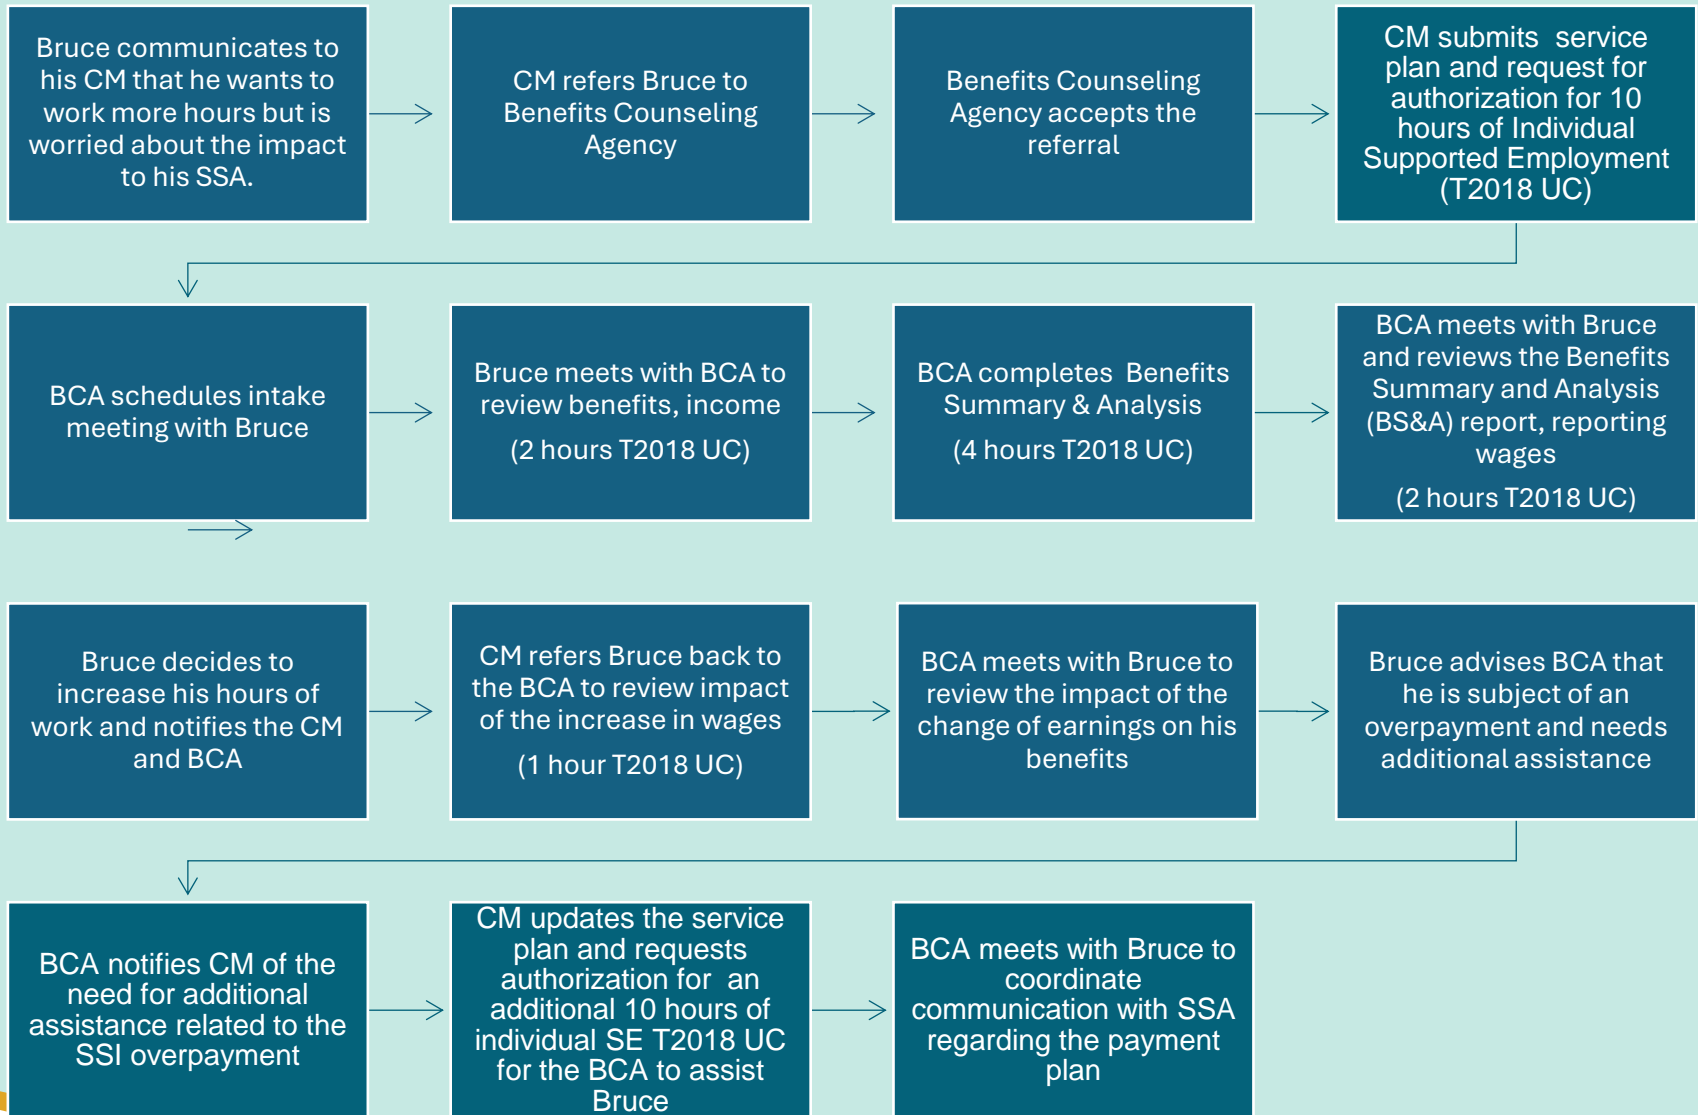 Bruce communicates to
his CM that he wants to
work more hours but is
worried about the impact
to his SSA.
CM refers Bruce to
Benefits Counseling
Agency
Benefits Counseling
Agency accepts the
referral
CM submits service
plan and request for
authorization for 10
hours of Individual
Supported Employment
(T2018 UC)
BCA schedules intake
meeting with Bruce
Bruce meets with BCA to
review benefits, income
(2 hours T2018 UC)
BCA completes Benefits
Summary & Analysis
(4 hours T2018 UC)
BCA meets with Bruce
and reviews the Benefits
Summary and Analysis
(BS&A) report, reporting
wages
(2 hours T2018 UC)
Bruce decides to
increase his hours of
work and notifies the CM
and BCA
CM refers Bruce back to
the BCA to review impact
of the increase in wages
(1 hour T2018 UC)
BCA meets with Bruce to
review the impact of the
change of earnings on his
benefits
Bruce advises BCA that
he is subject of an
overpayment and needs
additional assistance
BCA notifies CM of the
need for additional
assistance related to the
SSI overpayment
CM updates the service
plan and requests
authorization for an
additional 10 hours of
individual SE T2018 UC
for the BCA to assist
Bruce
BCA meets with Bruce to
coordinate
communication with SSA
regarding the payment
plan